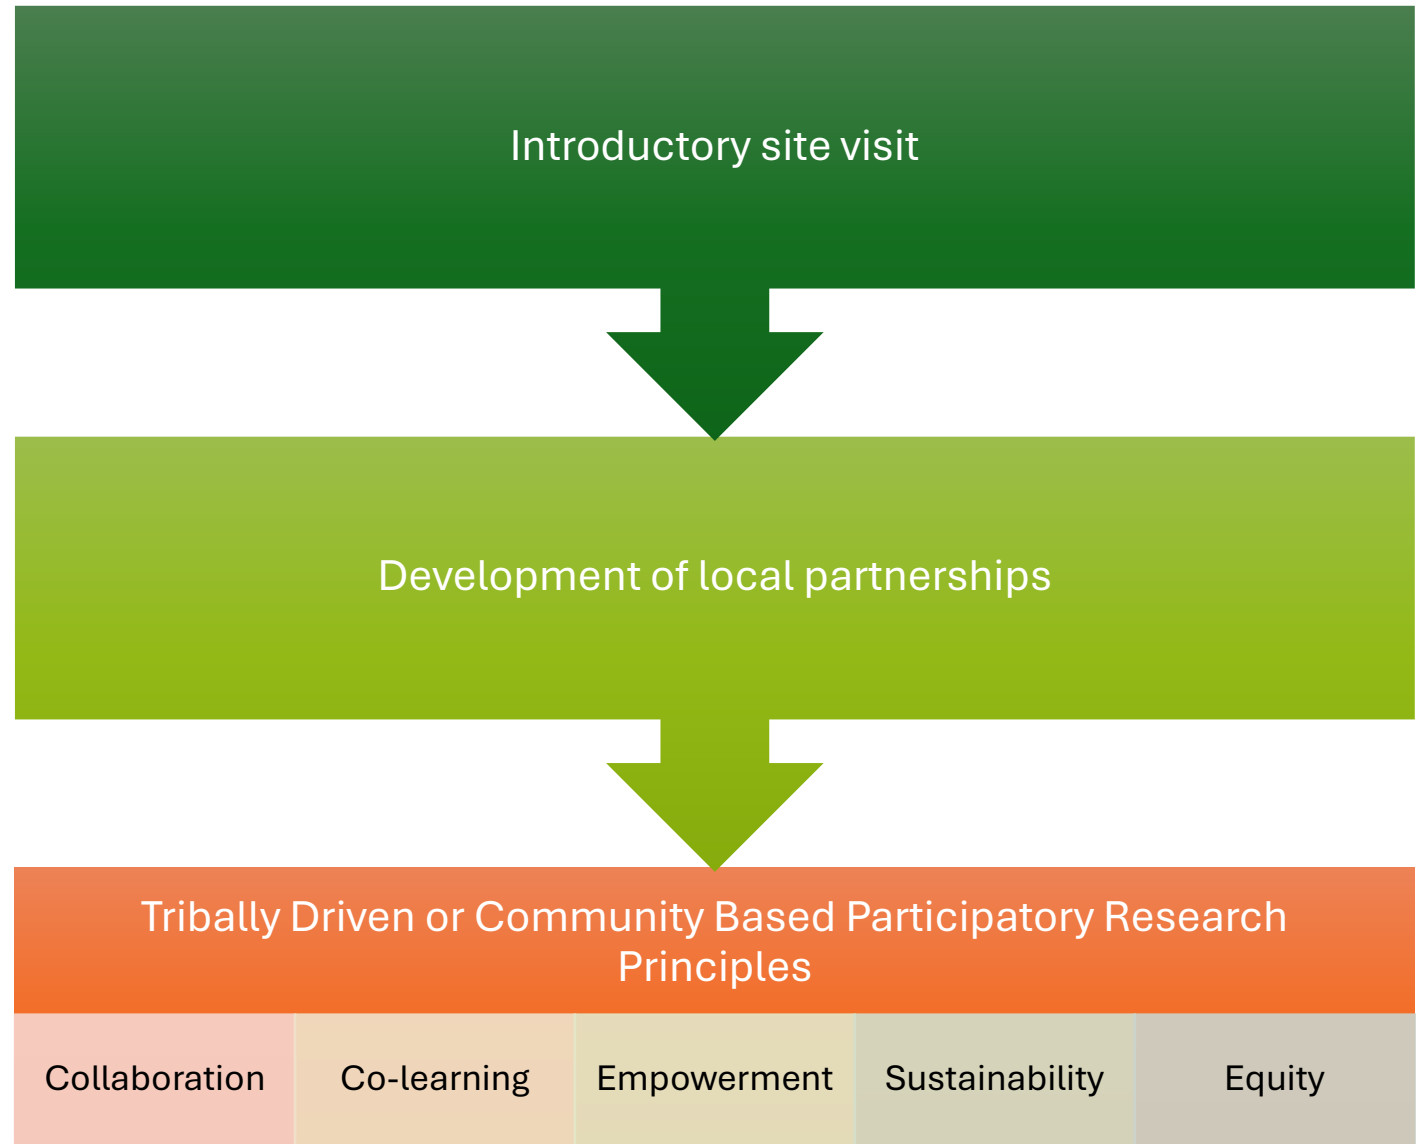 Introductory site visit
Development of local partnerships
Tribally Driven or Community Based Participatory Research
Principles
Collaboration
Co-learning
Empowerment
Sustainability
Equity